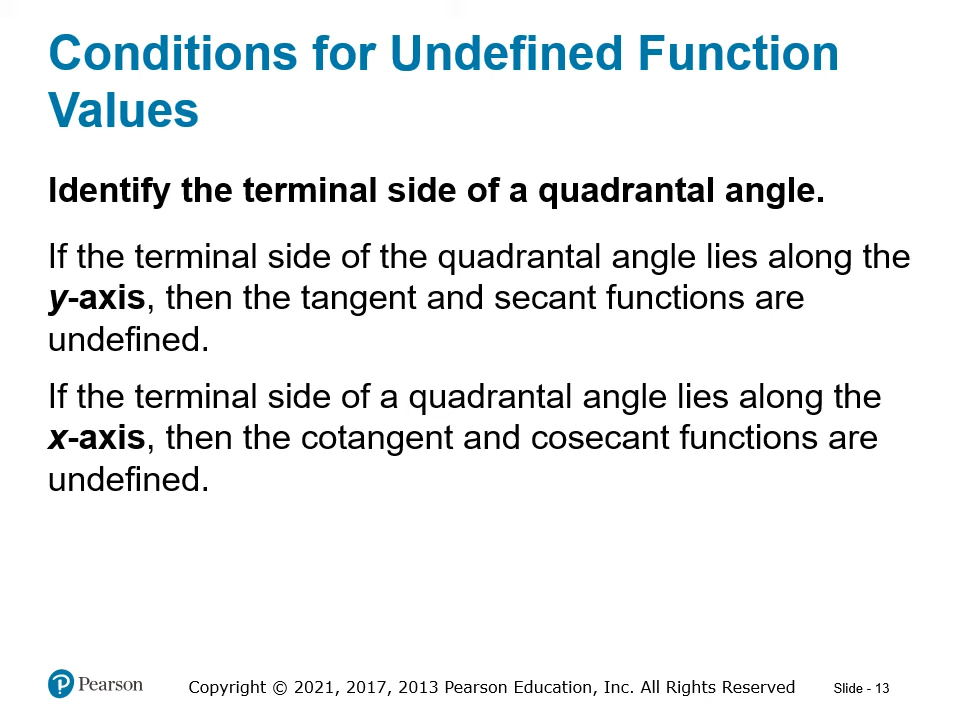 Conditions for Undefined Function
Values
Identify the terminal side of a quadrantal angle.
If the terminal side of the quadrantal angle lies along the
y-axis, then the tangent and secant functions are
undefined.
If the terminal side of a quadrantal angle lies along the
x-axis, then the cotangent and cosecant functions are
undefined.
P Pearson Copyright © 2021, 2017, 2013 Pearson Education, Inc. All Rights Reserved Slide - 13